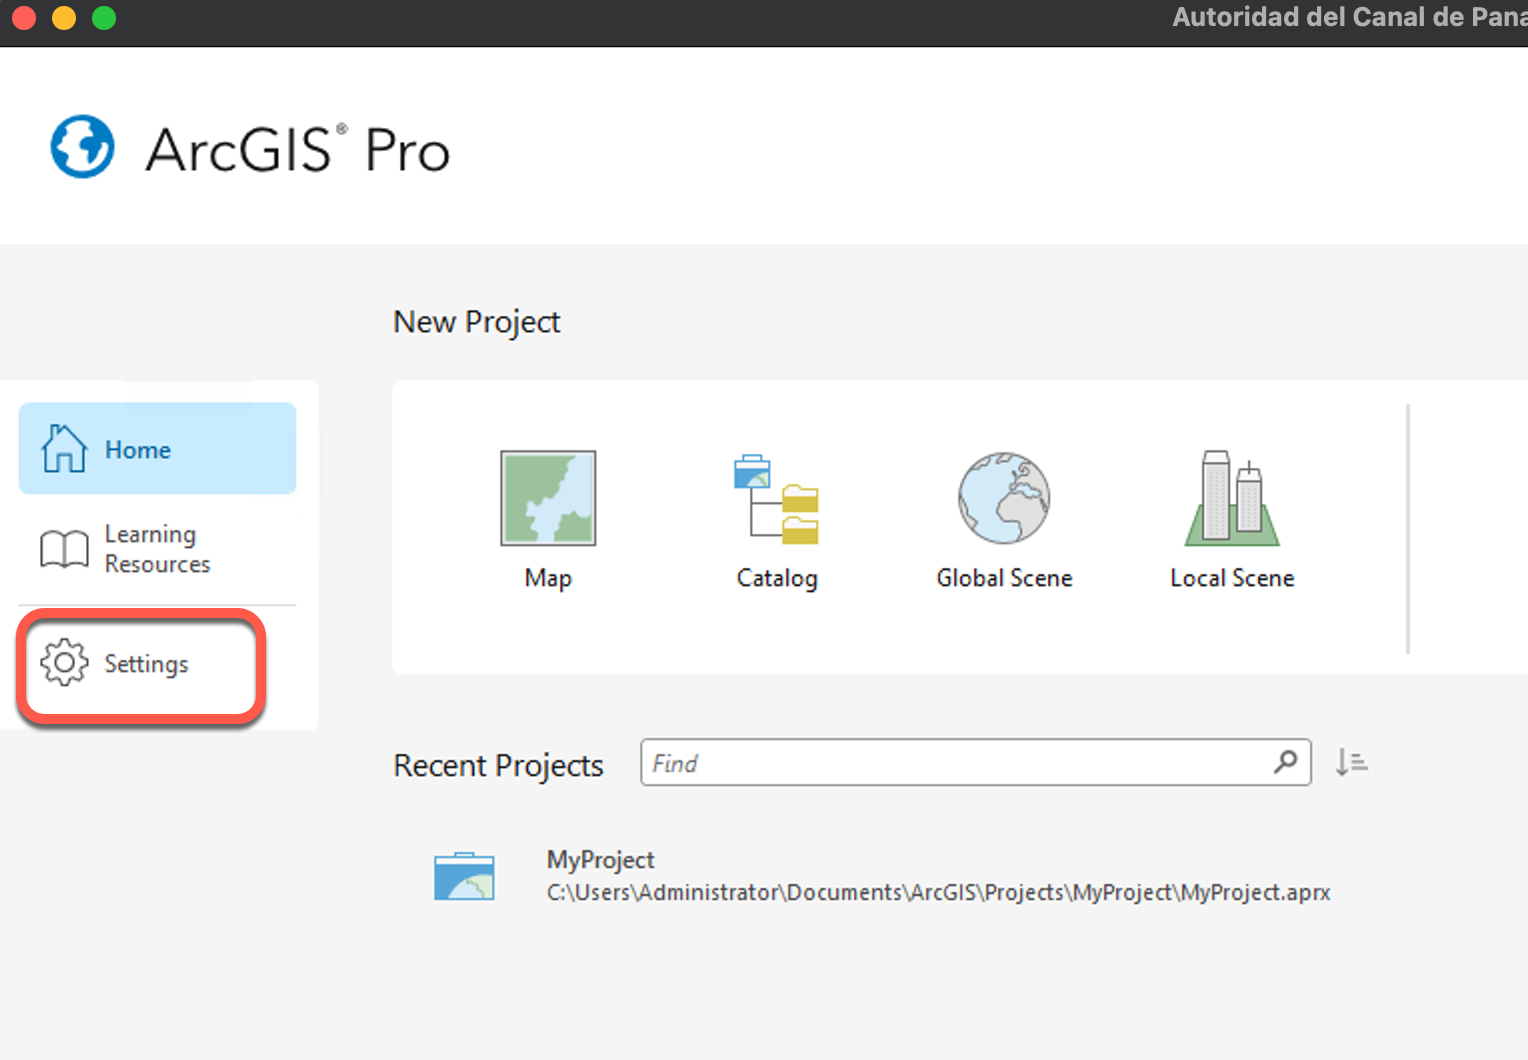 Autoridad del Canal de
ArcGIS® Pro
New Project
Home
Learning
Resources
Settings
Map
Catalog
Global Scene
Local Scene
Recent Projects
Find
MyProject
C:\Users\Administrator\Documents\ArcGIS\Projects\MyProject\MyProject.aprx